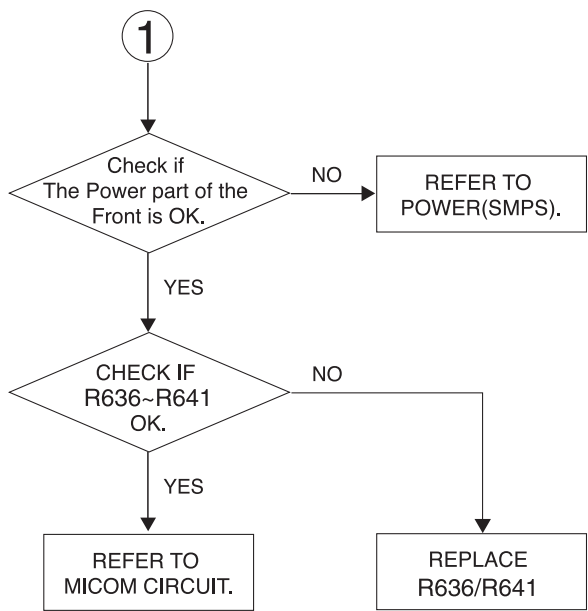 1
Check if
The Power part of the
Front is OK.
NO
REFER TO
POWER(SMPS).
YES
CHECK IF
R636~R641
OK.
NO
YES
REFER TO
MICOM CIRCUIT.
REPLACE
R636/R641